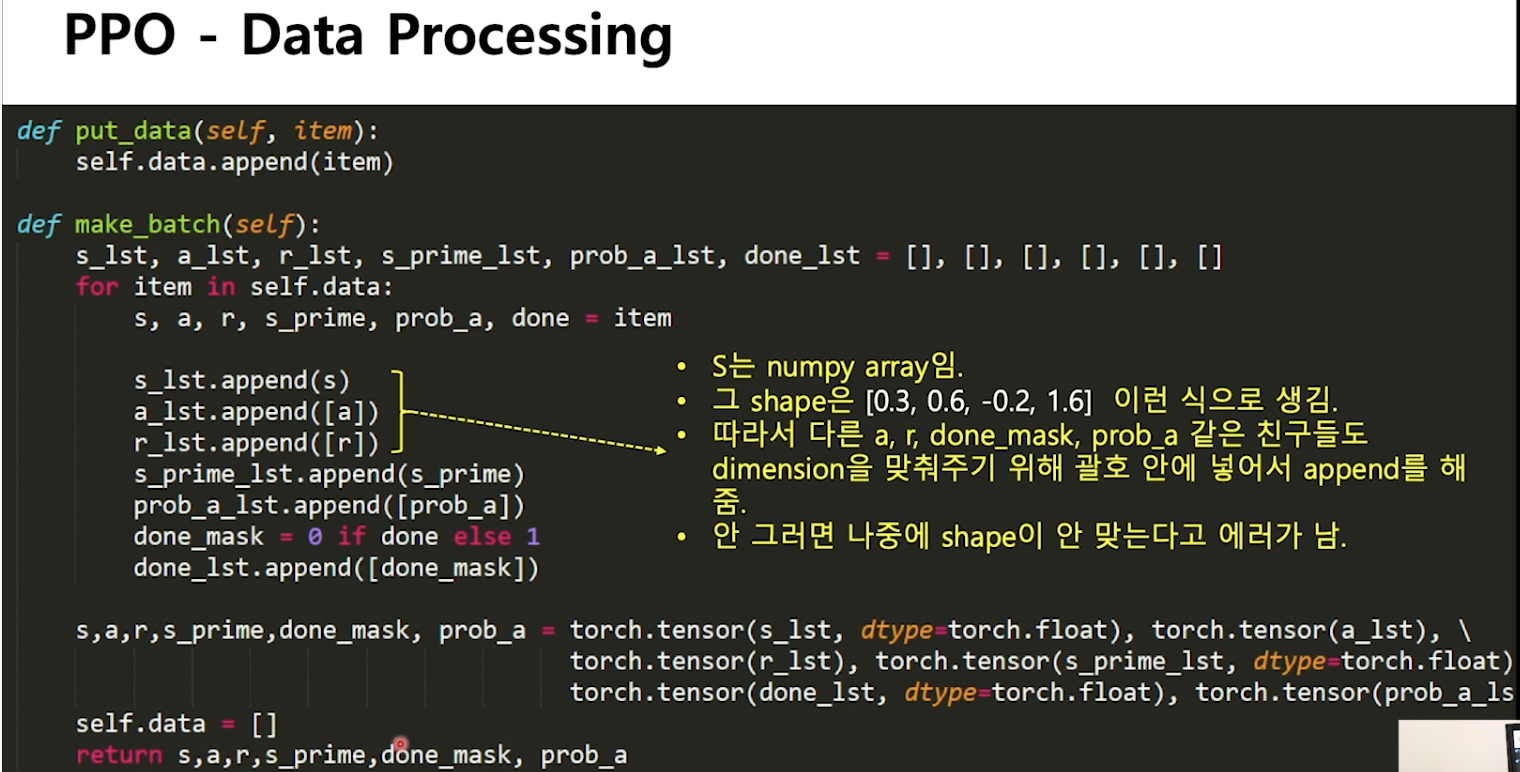 PPO - Data Processing
def put_data(self, item):
self.data.append(item)
def make_batch(self):
s_lst, a_lst, r_lst, s_prime_lst, prob_a_lst, done_lst = [], [], [], [], [], []
for item in self.data:
s, a, r, s_prime, prob_a, done = item
s_lst.append(s)
a_lst.append([a])
r_lst.append([r])
s_prime_lst.append(s_prime)
prob_a_lst.append([prob_a])
done_mask = 0 if done else 1
done_lst.append([done_mask])
• S는 numpy array임.
• 그 shape은 [0.3, 0.6, -0.2, 1.6] 이런 식으로 생김.
• 따라서 다른 a, r, done_mask, prob_a 같은 친구들도
dimension을 맞춰주기 위해 괄호 안에 넣어서 append를 해
줌.
• 안 그러면 나중에 shape이 안 맞는다고 에러가 남.
s,a,r,s_prime,done_mask, prob_a = torch.tensor(s_lst, dtype=torch.float), torch.tensor(a_lst), \
torch.tensor(r_lst), torch.tensor(s_prime_lst, dtype=torch.float)
torch.tensor(done_lst, dtype=torch.float), torch.tensor(prob_a_ls
self.data = []
return s,a,r,s_prime,done_mask, prob_a